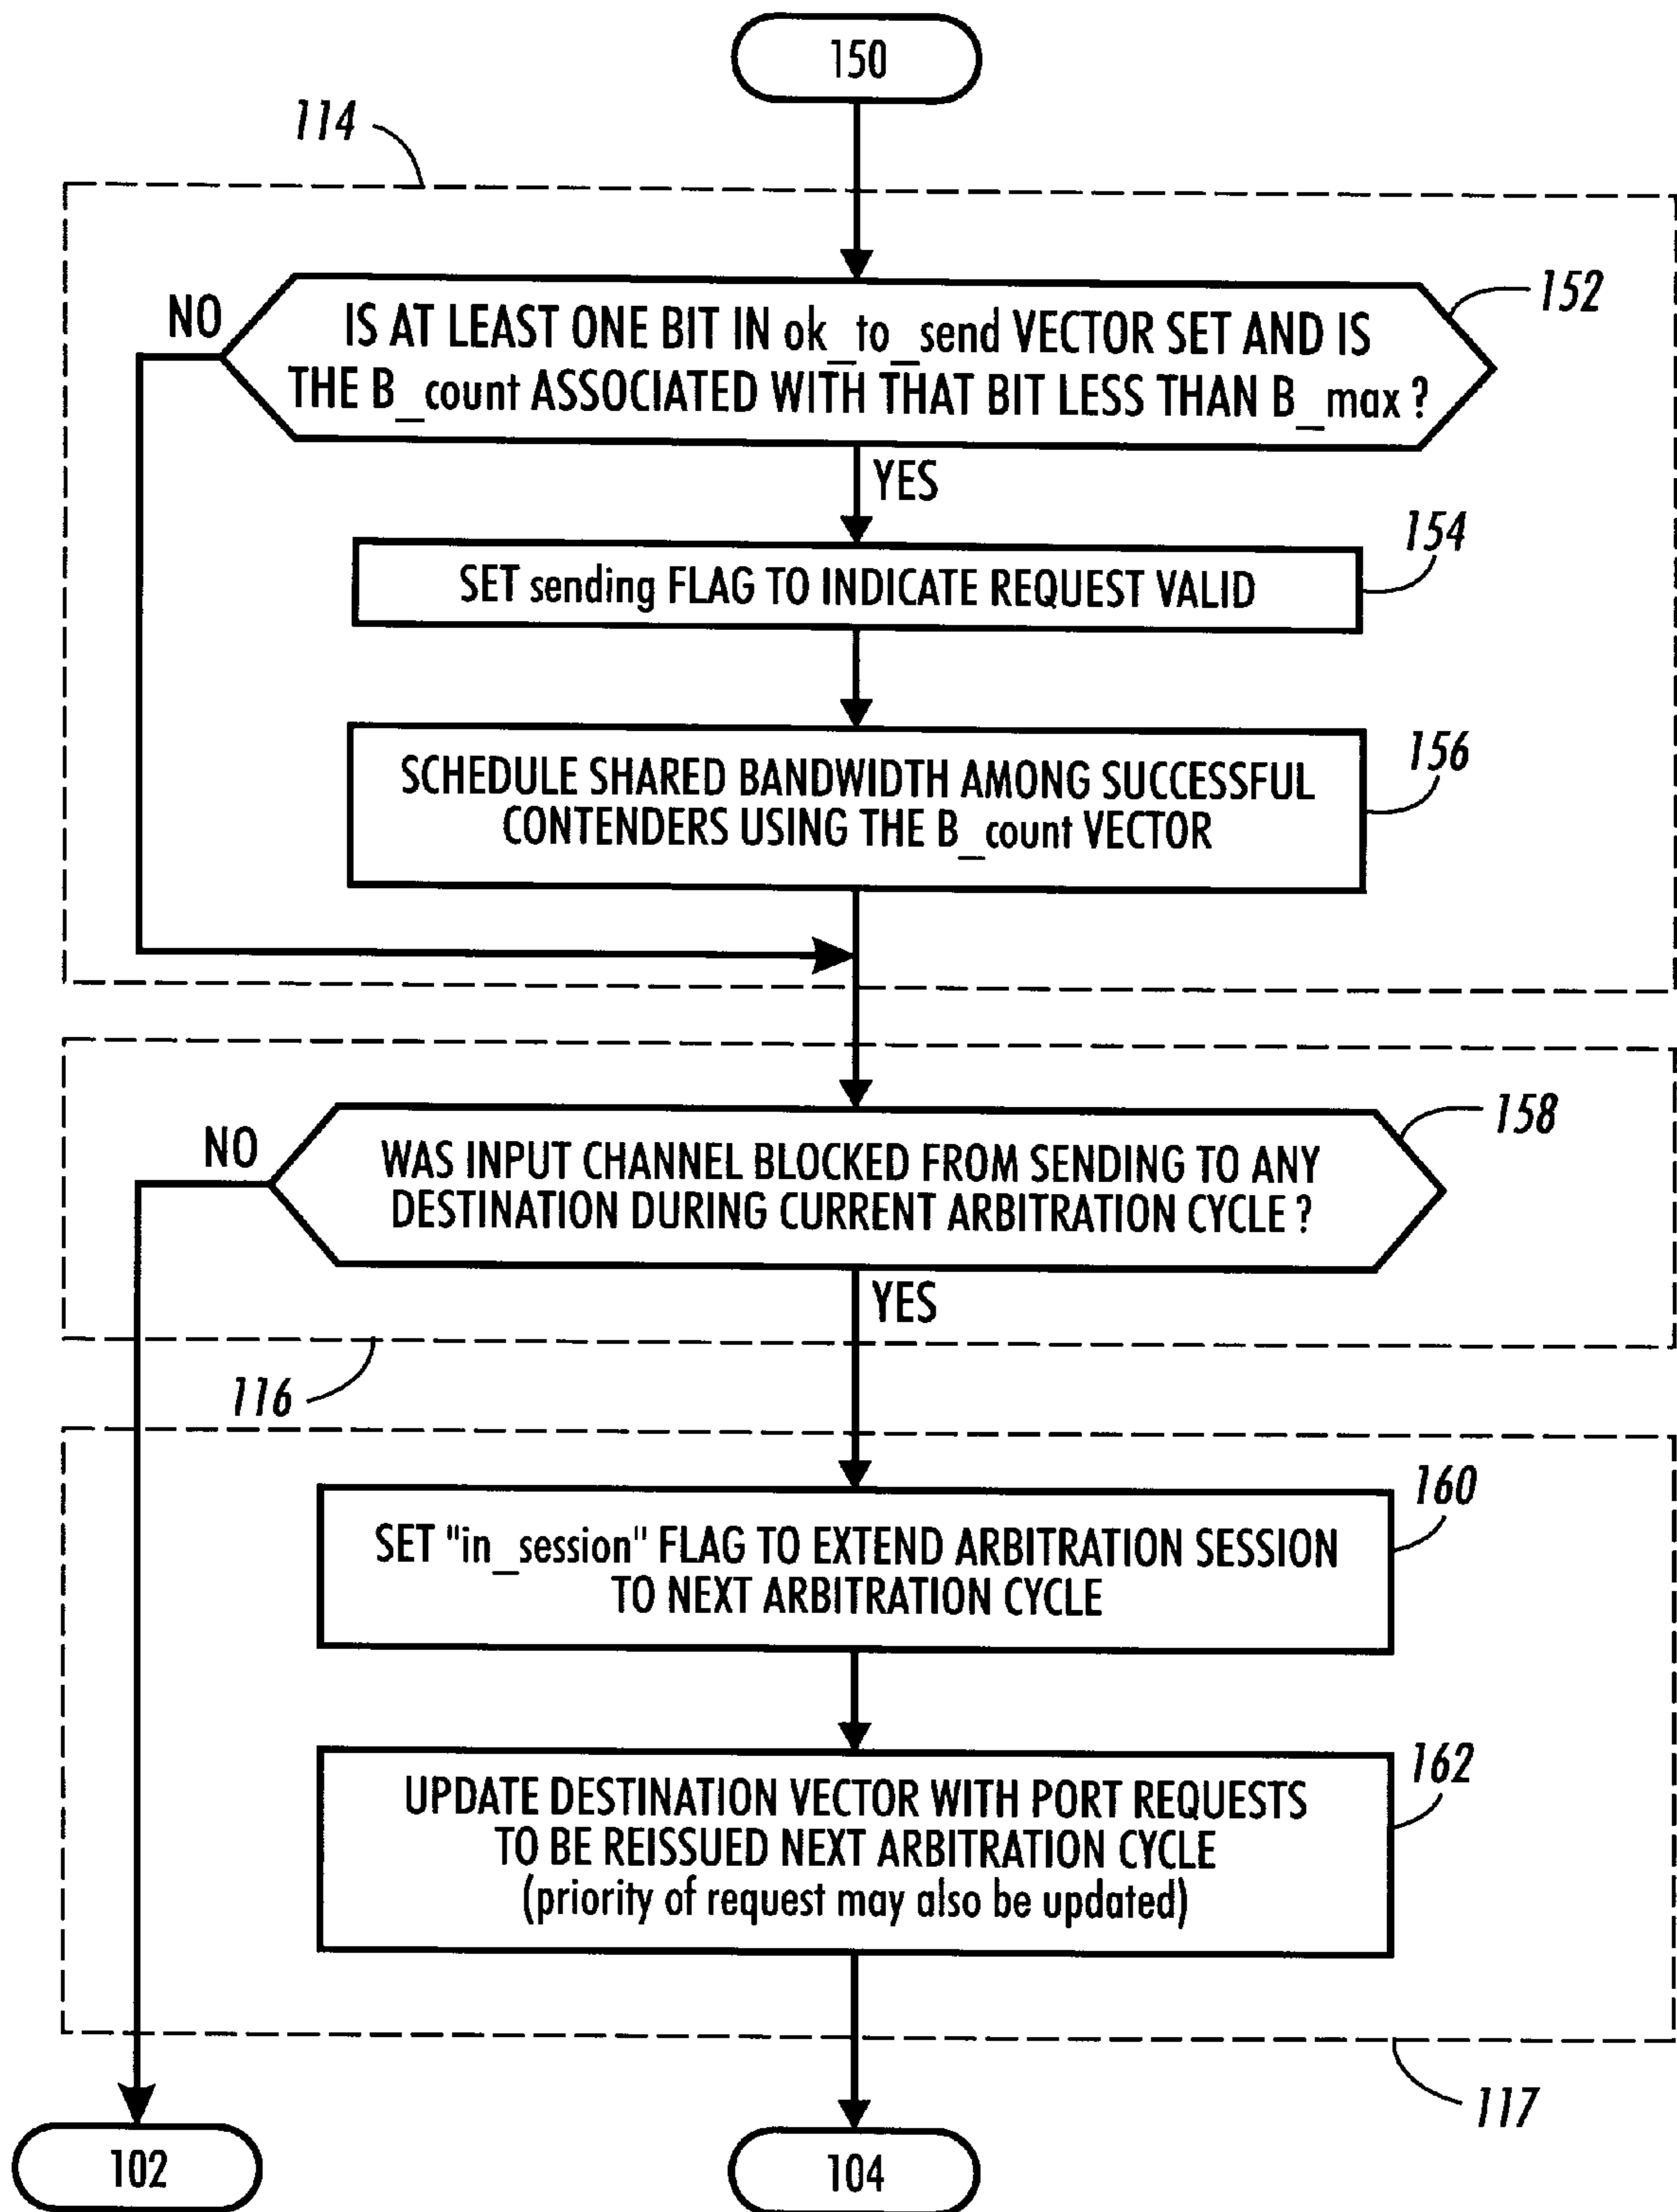 150
114
152
NO
IS AT LEAST ONE BIT IN ok_to_send VECTOR SET AND IS
THE B_count ASSOCIATED WITH THAT BIT LESS THAN B_max ?
YES
154
SET sending FLAG TO INDICATE REQUEST VALID
156
SCHEDULE SHARED BANDWIDTH AMONG SUCCESSFUL
CONTENDERS USING THE B_count VECTOR
158
NO
WAS INPUT CHANNEL BLOCKED FROM SENDING TO ANY
DESTINATION DURING CURRENT ARBITRATION CYCLE ?
YES
116
160
SET "in_session" FLAG TO EXTEND ARBITRATION SESSION
TO NEXT ARBITRATION CYCLE
162
UPDATE DESTINATION VECTOR WITH PORT REQUESTS
TO BE REISSUED NEXT ARBITRATION CYCLE
(priority of request may also be updated)
117
102
104